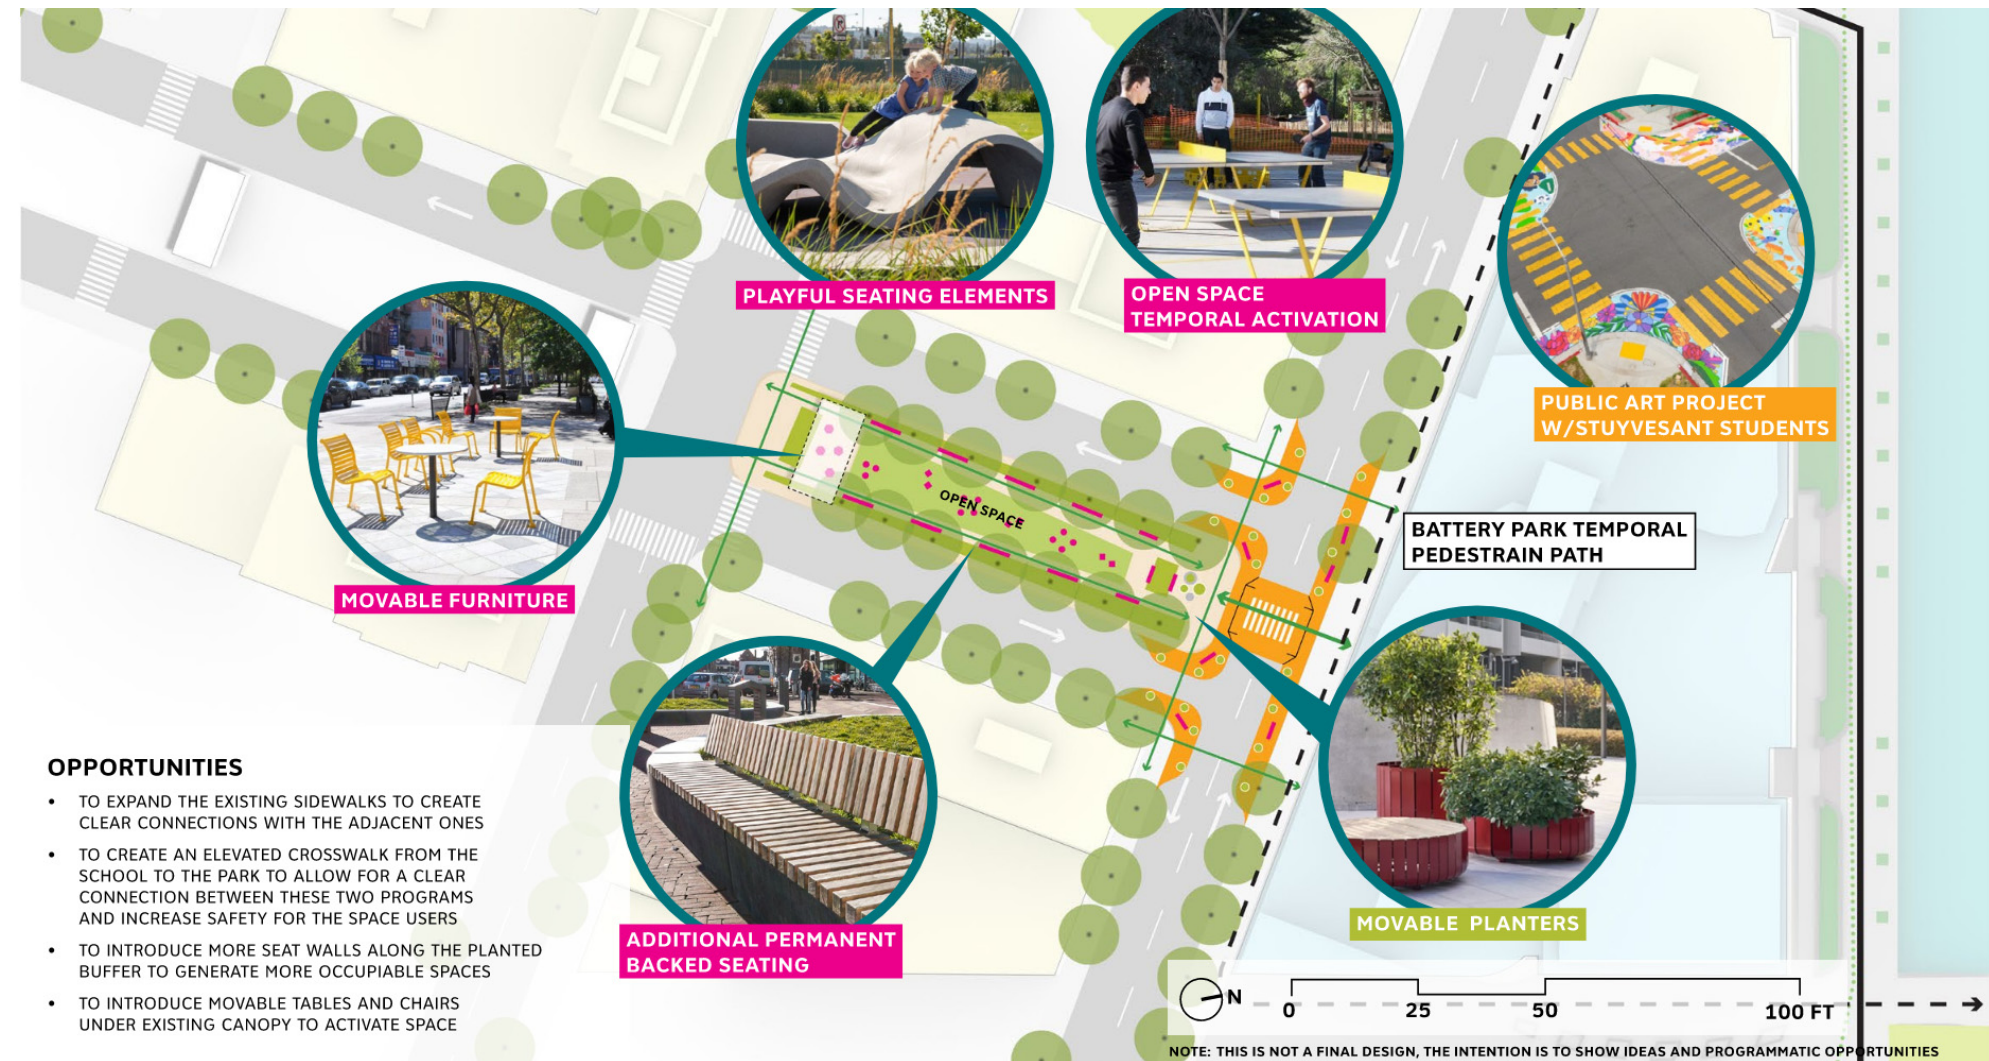 PLAYFUL SEATING ELEMENTS
OPEN SPACE
TEMPORAL ACTIVATION
PUBLIC ART PROJECT
W/STUYVESANT STUDENTS
OPEN SPACE
BATTERY PARK TEMPORAL
PEDESTRAIN PATH
MOVABLE FURNITURE
OPPORTUNITIES
• TO EXPAND THE EXISTING SIDEWALKS TO CREATE
CLEAR CONNECTIONS WITH THE ADJACENT ONES
• TO CREATE AN ELEVATED CROSSWALK FROM THE
SCHOOL TO THE PARK TO ALLOW FOR A CLEAR
CONNECTION BETWEEN THESE TWO PROGRAMS
AND INCREASE SAFETY FOR THE SPACE USERS
• TO INTRODUCE MORE SEAT WALLS ALONG THE PLANTED
BUFFER TO GENERATE MORE OCCUPIABLE SPACES
• TO INTRODUCE MOVABLE TABLES AND CHAIRS
UNDER EXISTING CANOPY TO ACTIVATE SPACE
ADDITIONAL PERMANENT
BACKED SEATING
MOVABLE PLANTERS
N
0 25 50 100 FT
NOTE: THIS IS NOT A FINAL DESIGN, THE INTENTION IS TO SHOW IDEAS AND PROGRAMMATIC OPPORTUNITIES